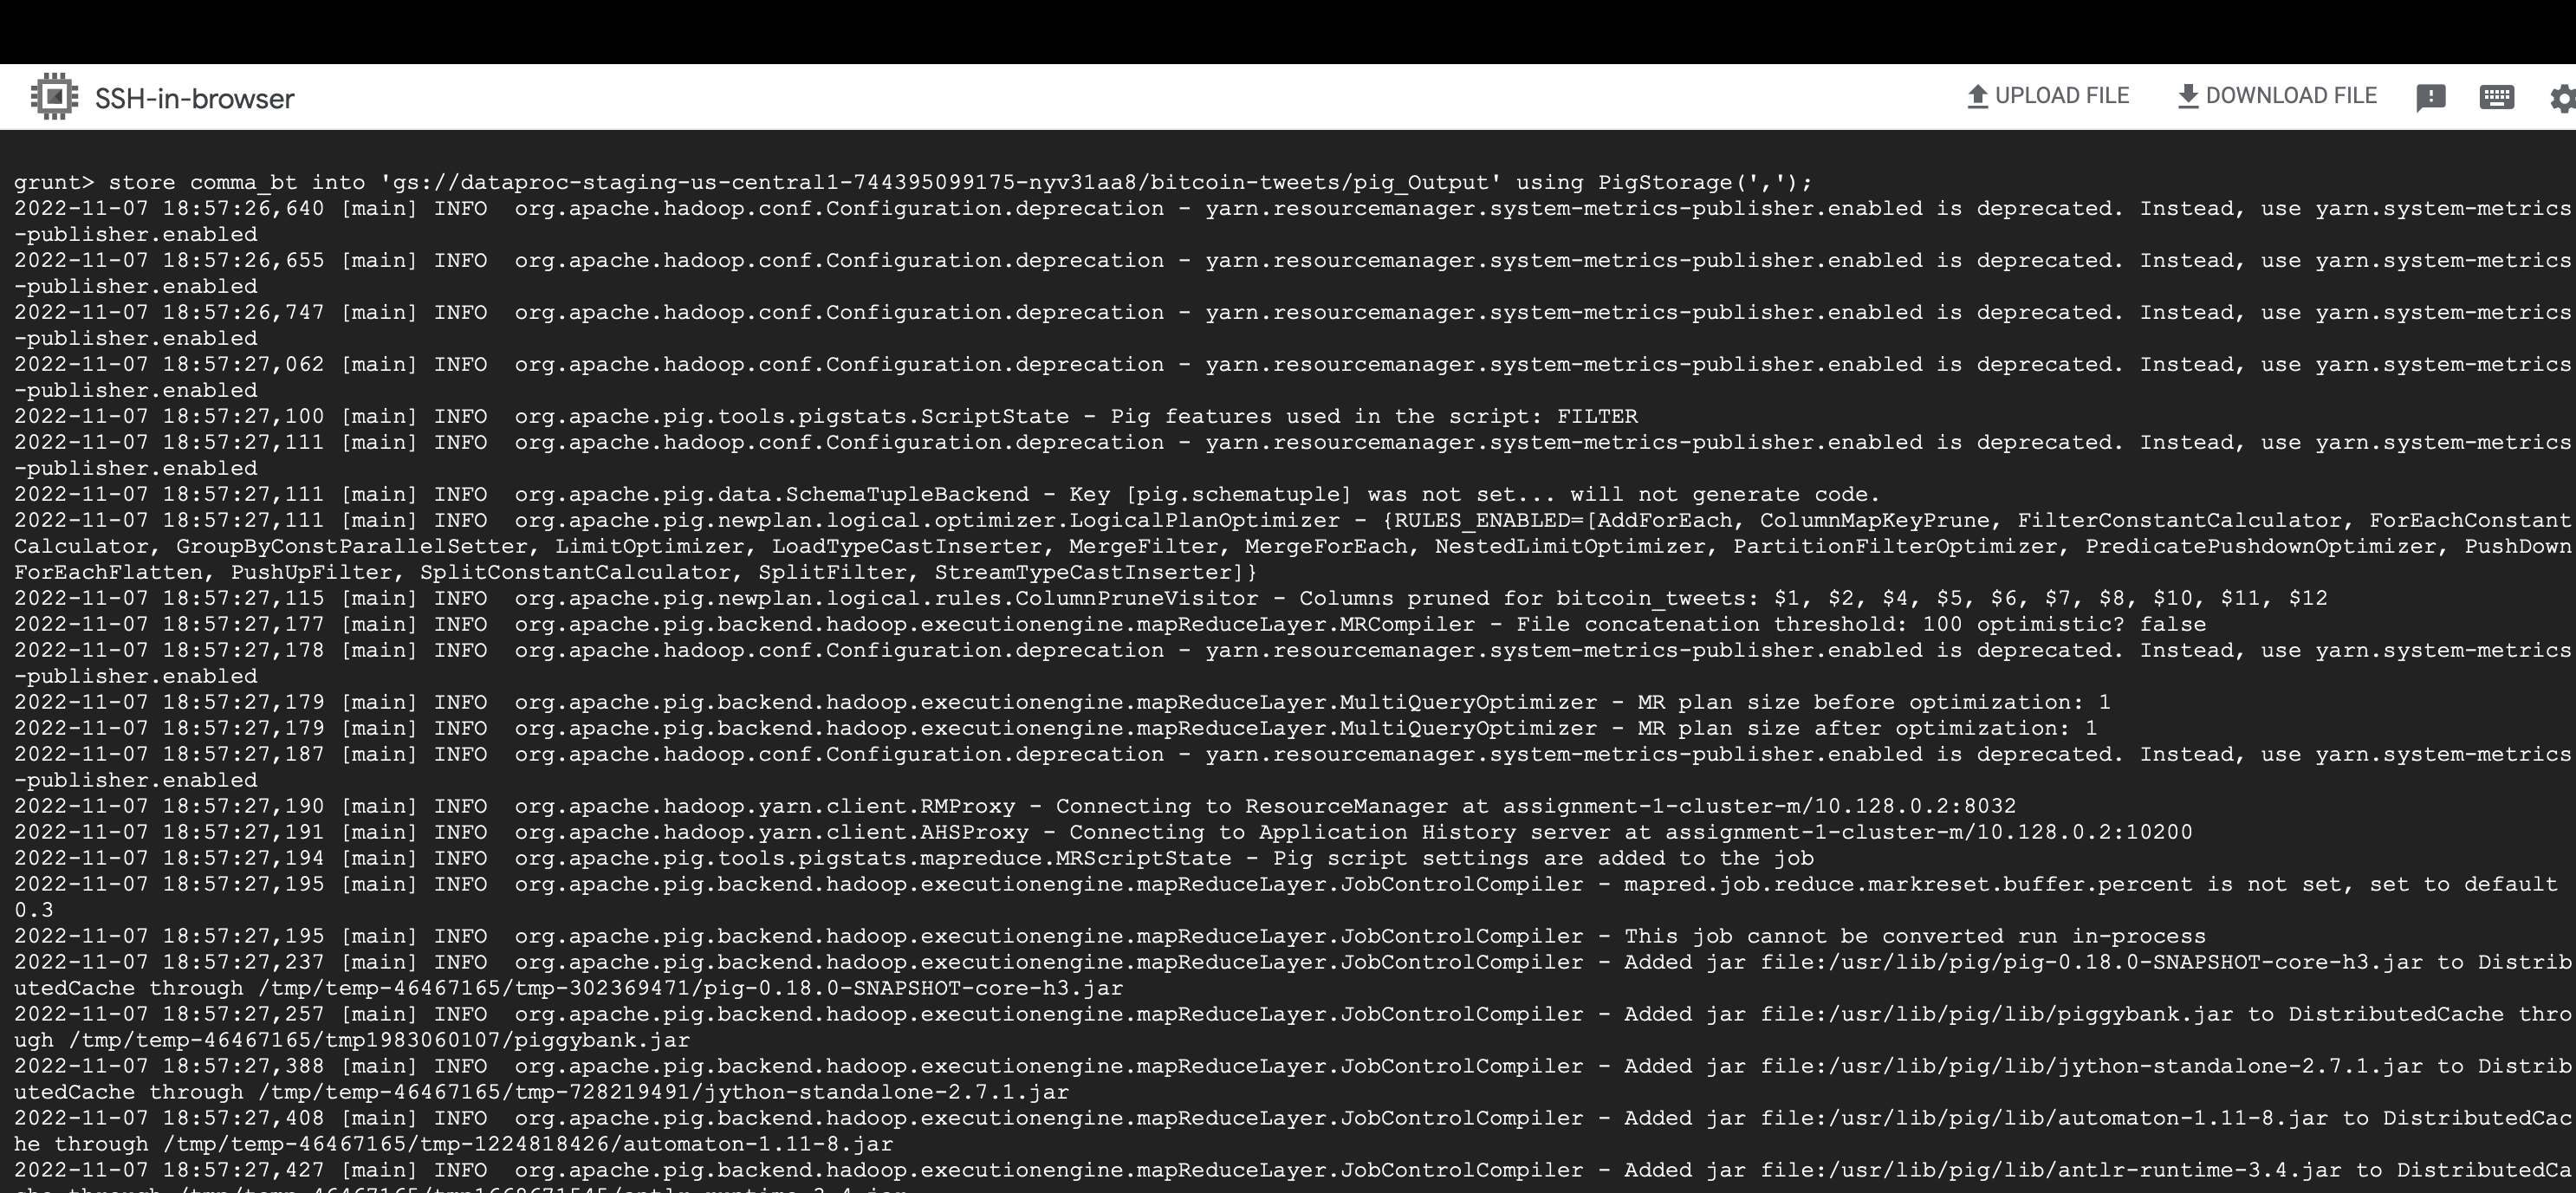 SSH-in-browser
UPLOAD FILE
DOWNLOAD FILE
grunt> store comma_bt into 'gs://dataproc-staging-us-central1-744395099175-nyv31aa8/bitcoin-tweets/pig_Output' using PigStorage(',');
2022-11-07 18:57:26,640 [main] INFO  org.apache.hadoop.conf.Configuration.deprecation - yarn.resourcemanager.system-metrics-publisher.enabled is deprecated. Instead, use yarn.system-metrics
-publisher.enabled
2022-11-07 18:57:26,655 [main] INFO  org.apache.hadoop.conf.Configuration.deprecation - yarn.resourcemanager.system-metrics-publisher.enabled is deprecated. Instead, use yarn.system-metrics
-publisher.enabled
2022-11-07 18:57:26,747 [main] INFO  org.apache.hadoop.conf.Configuration.deprecation - yarn.resourcemanager.system-metrics-publisher.enabled is deprecated. Instead, use yarn.system-metrics
-publisher.enabled
2022-11-07 18:57:27,062 [main] INFO  org.apache.hadoop.conf.Configuration.deprecation - yarn.resourcemanager.system-metrics-publisher.enabled is deprecated. Instead, use yarn.system-metrics
-publisher.enabled
2022-11-07 18:57:27,100 [main] INFO  org.apache.pig.tools.pigstats.ScriptState - Pig features used in the script: FILTER
2022-11-07 18:57:27,111 [main] INFO  org.apache.hadoop.conf.Configuration.deprecation - yarn.resourcemanager.system-metrics-publisher.enabled is deprecated. Instead, use yarn.system-metrics
-publisher.enabled
2022-11-07 18:57:27,111 [main] INFO  org.apache.pig.data.SchemaTupleBackend - Key [pig.schematuple] was not set... will not generate code.
2022-11-07 18:57:27,111 [main] INFO  org.apache.pig.newplan.logical.optimizer.LogicalPlanOptimizer - {RULES_ENABLED=[AddForEach, ColumnMapKeyPrune, FilterConstantCalculator, ForEachConstant
Calculator, GroupByConstParallelSetter, LimitOptimizer, LoadTypeCastInserter, MergeFilter, MergeForEach, NestedLimitOptimizer, PartitionFilterOptimizer, PredicatePushdownOptimizer, PushDown
ForEachFlatten, PushUpFilter, SplitConstantCalculator, SplitFilter, StreamTypeCastInserter]}
2022-11-07 18:57:27,115 [main] INFO  org.apache.pig.newplan.logical.rules.ColumnPruneVisitor - Columns pruned for bitcoin_tweets: $1, $2, $4, $5, $6, $7, $8, $10, $11, $12
2022-11-07 18:57:27,177 [main] INFO  org.apache.pig.backend.hadoop.executionengine.mapReduceLayer.MRCompiler - File concatenation threshold: 100 optimistic? false
2022-11-07 18:57:27,178 [main] INFO  org.apache.hadoop.conf.Configuration.deprecation - yarn.resourcemanager.system-metrics-publisher.enabled is deprecated. Instead, use yarn.system-metrics
-publisher.enabled
2022-11-07 18:57:27,179 [main] INFO  org.apache.pig.backend.hadoop.executionengine.mapReduceLayer.MultiQueryOptimizer - MR plan size before optimization: 1
2022-11-07 18:57:27,179 [main] INFO  org.apache.pig.backend.hadoop.executionengine.mapReduceLayer.MultiQueryOptimizer - MR plan size after optimization: 1
2022-11-07 18:57:27,187 [main] INFO  org.apache.hadoop.conf.Configuration.deprecation - yarn.resourcemanager.system-metrics-publisher.enabled is deprecated. Instead, use yarn.system-metrics
-publisher.enabled
2022-11-07 18:57:27,190 [main] INFO  org.apache.hadoop.yarn.client.RMProxy - Connecting to ResourceManager at assignment-1-cluster-m/10.128.0.2:8032
2022-11-07 18:57:27,191 [main] INFO  org.apache.hadoop.yarn.client.AHSProxy - Connecting to Application History server at assignment-1-cluster-m/10.128.0.2:10200
2022-11-07 18:57:27,194 [main] INFO  org.apache.pig.tools.pigstats.mapreduce.MRScriptState - Pig script settings are added to the job
2022-11-07 18:57:27,195 [main] INFO  org.apache.pig.backend.hadoop.executionengine.mapReduceLayer.JobControlCompiler - mapred.job.reduce.markreset.buffer.percent is not set, set to default
0.3
2022-11-07 18:57:27,195 [main] INFO  org.apache.pig.backend.hadoop.executionengine.mapReduceLayer.JobControlCompiler - This job cannot be converted run in-process
2022-11-07 18:57:27,237 [main] INFO  org.apache.pig.backend.hadoop.executionengine.mapReduceLayer.JobControlCompiler - Added jar file:/usr/lib/pig/pig-0.18.0-SNAPSHOT-core-h3.jar to Distrib
utedCache through /tmp/temp-46467165/tmp-302369471/pig-0.18.0-SNAPSHOT-core-h3.jar
2022-11-07 18:57:27,257 [main] INFO  org.apache.pig.backend.hadoop.executionengine.mapReduceLayer.JobControlCompiler - Added jar file:/usr/lib/pig/lib/piggybank.jar to DistributedCache thro
ugh /tmp/temp-46467165/tmp1983060107/piggybank.jar
2022-11-07 18:57:27,388 [main] INFO  org.apache.pig.backend.hadoop.executionengine.mapReduceLayer.JobControlCompiler - Added jar file:/usr/lib/pig/lib/jython-standalone-2.7.1.jar to Distrib
utedCache through /tmp/temp-46467165/tmp-728219491/jython-standalone-2.7.1.jar
2022-11-07 18:57:27,408 [main] INFO  org.apache.pig.backend.hadoop.executionengine.mapReduceLayer.JobControlCompiler - Added jar file:/usr/lib/pig/lib/automaton-1.11-8.jar to DistributedCac
he through /tmp/temp-46467165/tmp-1224818426/automaton-1.11-8.jar
2022-11-07 18:57:27,427 [main] INFO  org.apache.pig.backend.hadoop.executionengine.mapReduceLayer.JobControlCompiler - Added jar file:/usr/lib/pig/lib/antlr-runtime-3.4.jar to DistributedCa